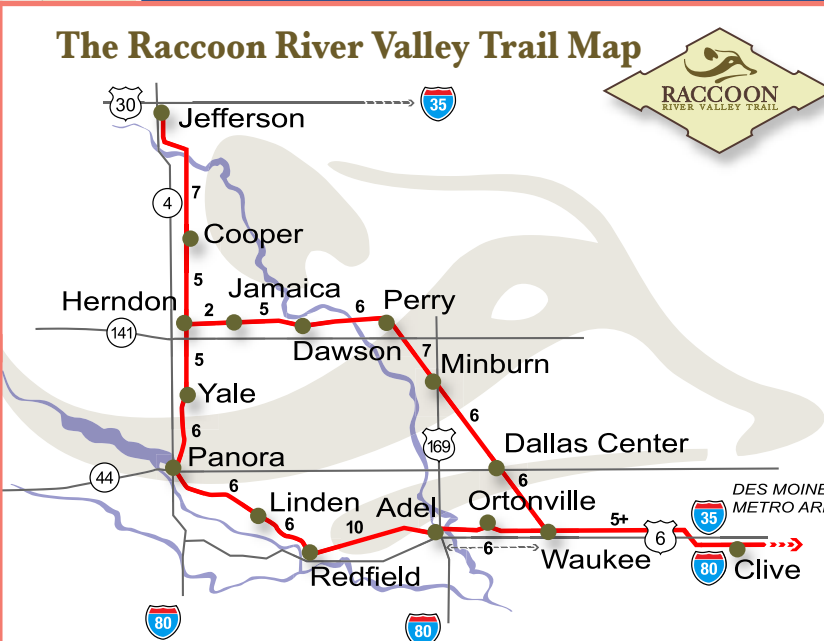 The Raccoon River Valley Trail Map
RACCOON
RIVER VALLEY TRAIL
30
35
Jefferson
7
4
Cooper
5
Herndon
2
Jamaica
5
6
Perry
141
Dawson
7
Minburn
5
Yale
6
6
169
Dallas Center
Panora
44
6
6
Linden
Adel
Ortonville
DES MOINE
METRO ARE
35
6
10
5+
6
6
Waukee
80
Clive
Redfield
80
80